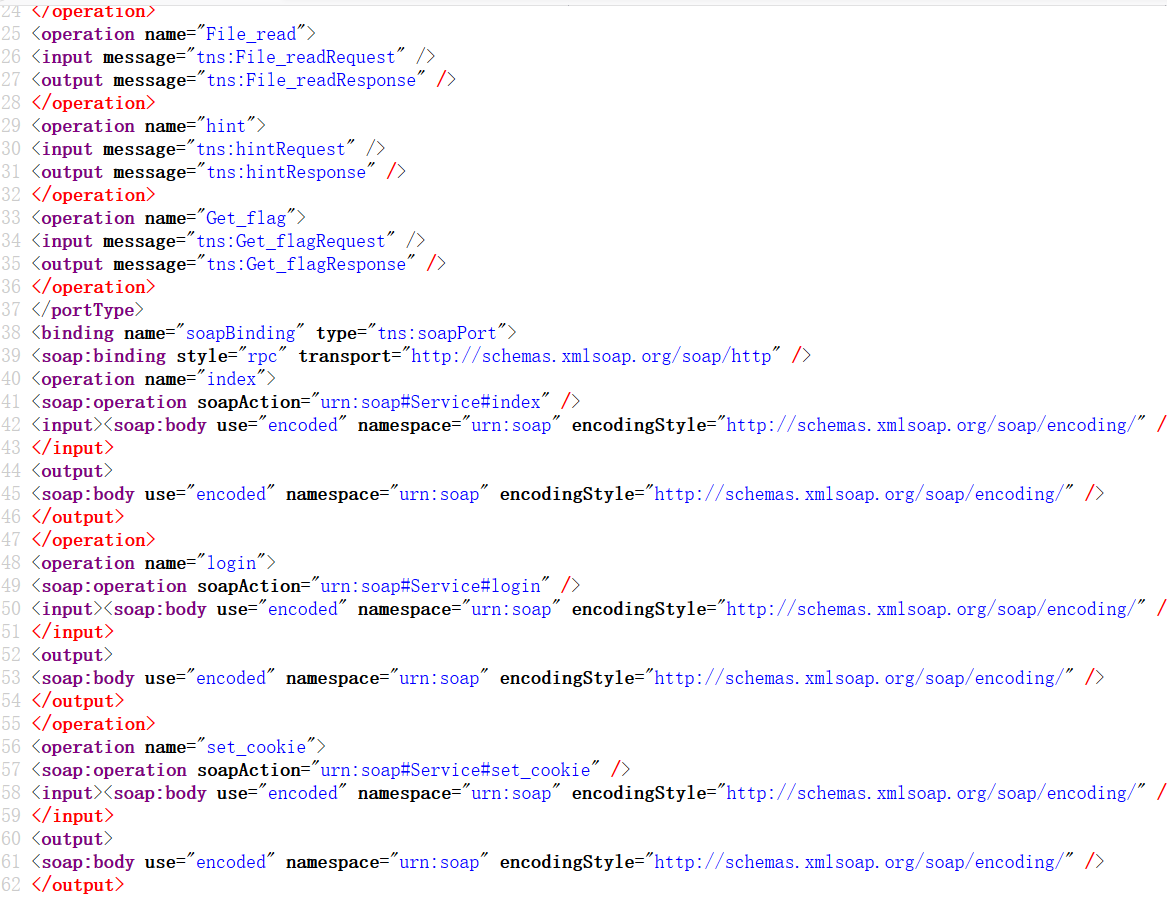 24 </operation>
25 <operation name="File_read">
26 <input message="tns:File_readRequest" />
27 <output message="tns:File_readResponse" />
28 </operation>
29 <operation name="hint">
30 <input message="tns:hintRequest" />
31 <output message="tns:hintResponse" />
32 </operation>
33 <operation name="Get_flag">
34 <input message="tns:Get_flagRequest" />
35 <output message="tns:Get_flagResponse" />
36 </operation>
37 </portType>
38 <binding name="soapBinding" type="tns:soapPort">
39 <soap:binding style="rpc" transport="http://schemas.xmlsoap.org/soap/http" />
40 <operation name="index">
41 <soap:operation soapAction="urn:soap#Service#index" />
42 <input><soap:body use="encoded" namespace="urn:soap" encodingStyle="http://schemas.xmlsoap.org/soap/encoding/" /
43 </input>
44 <output>
45 <soap:body use="encoded" namespace="urn:soap" encodingStyle="http://schemas.xmlsoap.org/soap/encoding/" />
46 </output>
47 </operation>
48 <operation name="login">
49 <soap:operation soapAction="urn:soap#Service#login" />
50 <input><soap:body use="encoded" namespace="urn:soap" encodingStyle="http://schemas.xmlsoap.org/soap/encoding/" /
51 </input>
52 <output>
53 <soap:body use="encoded" namespace="urn:soap" encodingStyle="http://schemas.xmlsoap.org/soap/encoding/" />
54 </output>
55 </operation>
56 <operation name="set_cookie">
57 <soap:operation soapAction="urn:soap#Service#set_cookie" />
58 <input><soap:body use="encoded" namespace="urn:soap" encodingStyle="http://schemas.xmlsoap.org/soap/encoding/" /
59 </input>
60 <output>
61 <soap:body use="encoded" namespace="urn:soap" encodingStyle="http://schemas.xmlsoap.org/soap/encoding/" />
62 </output>